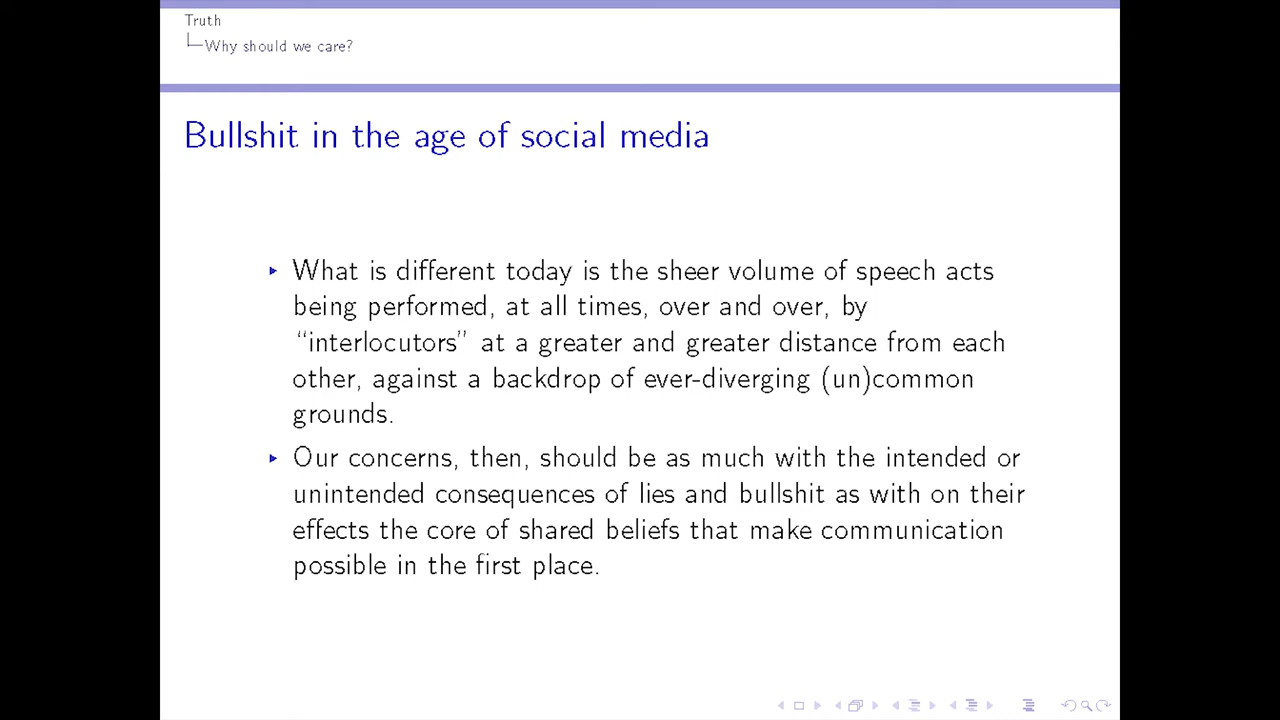 Truth
Why should we care?
Bullshit in the age of social media
What is different today is the sheer volume of speech acts
being performed, at all times, over and over, by
“interlocutors” at a greater and greater distance from each
other, against a backdrop of ever-diverging (un)common
grounds.
Our concerns, then, should be as much with the intended or
unintended consequences of lies and bullshit as with on their
effects the core of shared beliefs that make communication
possible in the first place.